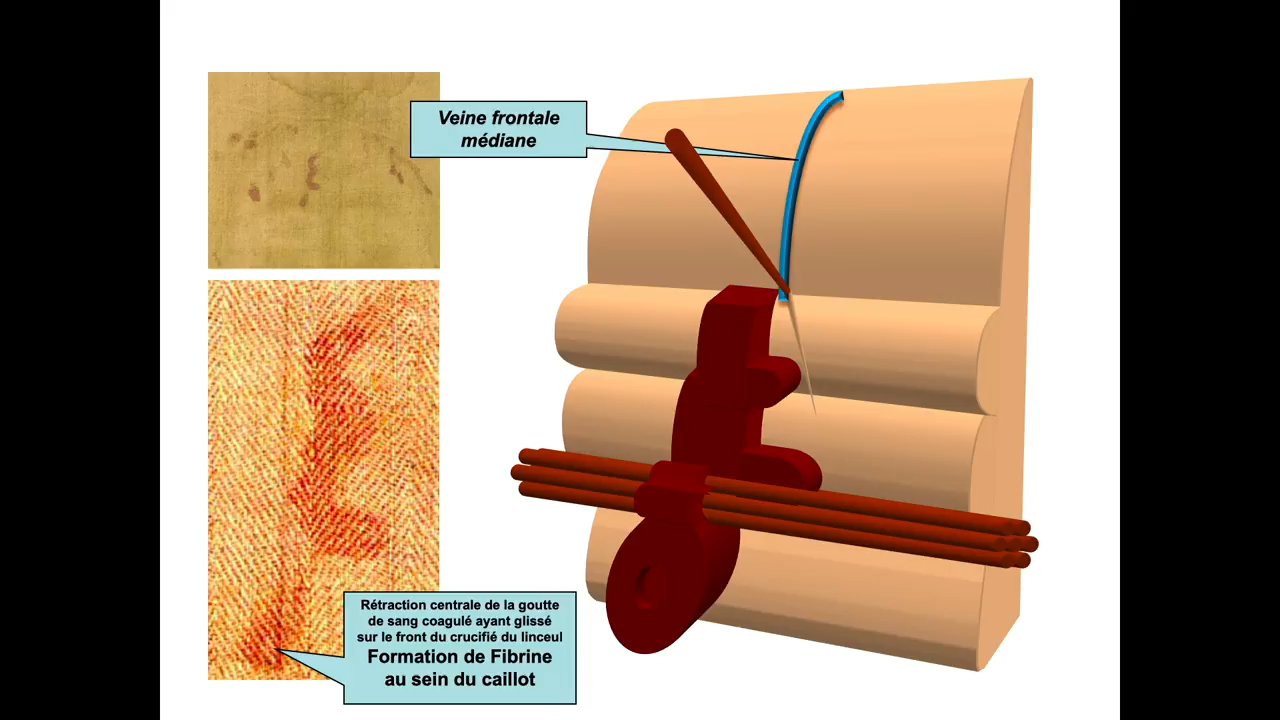 Veine frontale
médiane
Rétraction centrale de la goutte
de sang coagulé ayant glissé
sur le front du crucifié du linceul
Formation de Fibrine
au sein du caillot